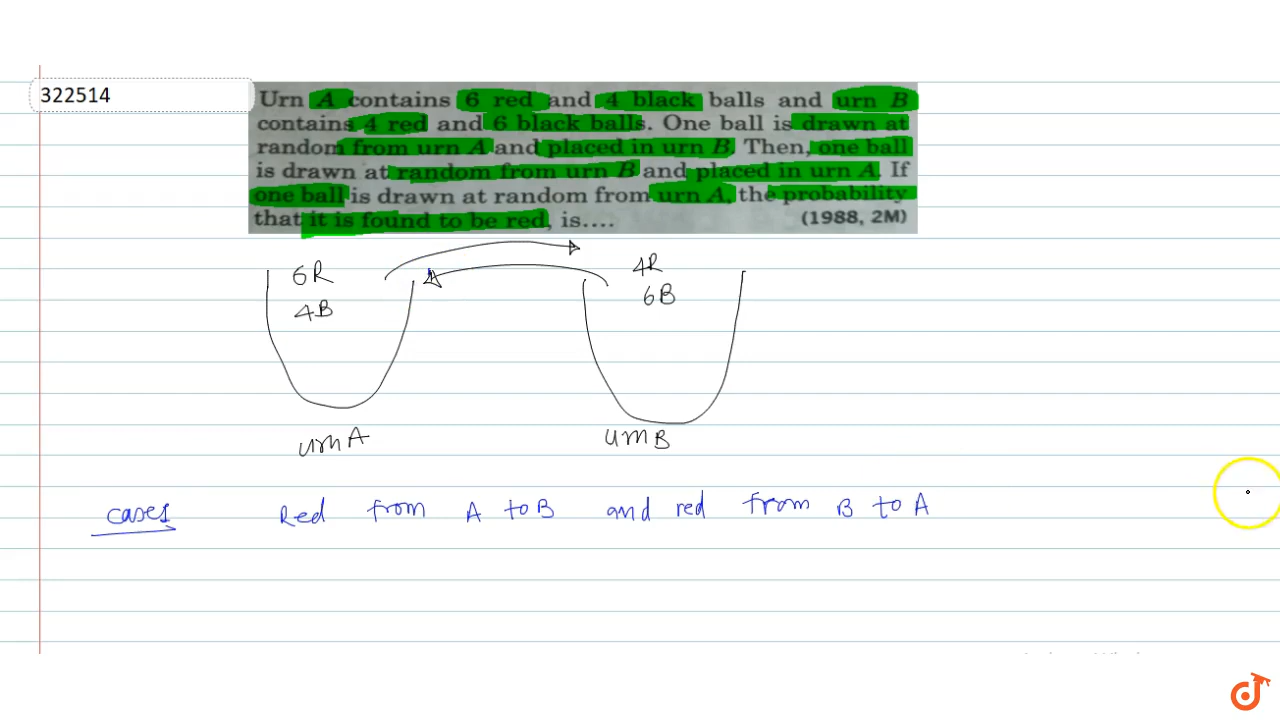 322514
Urn A contains 6 red and 4 black balls and urn B
contains 4 red and 6 black balls. One ball is drawn at
random from urn A and placed in urn B. Then, one ball
is drawn at random from urn B and placed in urn A. If
one ball is drawn at random from urn A, the probability
that it is found to be red, is....
(1988, 2M)
6R
4B
4R
6B
urn A
urn B
cases Red from A to B and red from B to A